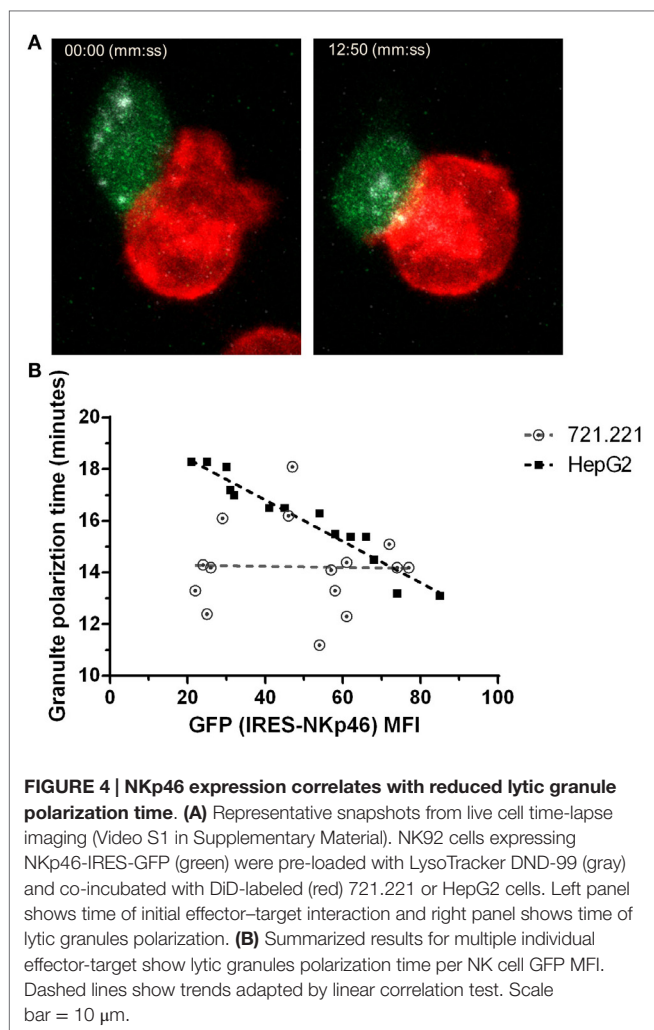 A
00:00 (mm:ss)
12:50 (mm:ss)
B
Granulte polariztion time (minutes)
20
18
16
14
12
10
0
20
40
60
80
100
GFP (IRES-NKp46) MFI
721.221
HepG2
FIGURE 4 | NKp46 expression correlates with reduced lytic granule
polarization time. (A) Representative snapshots from live cell time-lapse
imaging (Video S1 in Supplementary Material). NK92 cells expressing
NKp46-IRES-GFP (green) were pre-loaded with LysoTracker DND-99 (gray)
and co-incubated with DiD-labeled (red) 721.221 or HepG2 cells. Left panel
shows time of initial effector–target interaction and right panel shows time of
lytic granules polarization. (B) Summarized results for multiple individual
effector-target show lytic granules polarization time per NK cell GFP MFI.
Dashed lines show trends adapted by linear correlation test. Scale
bar = 10 μm.